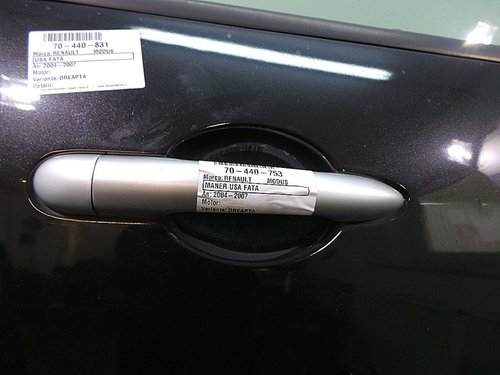 70-440-831
Marca: RENAULT MODUS
USA FATA
An: 2004-2007
Motor:
Varianta: DREAPTA
Detalii:
70-440-753
Marca: RENAULT MODUS
MANER USA FATA
An: 2004-2007
Motor:
Varianta: DREAPTA